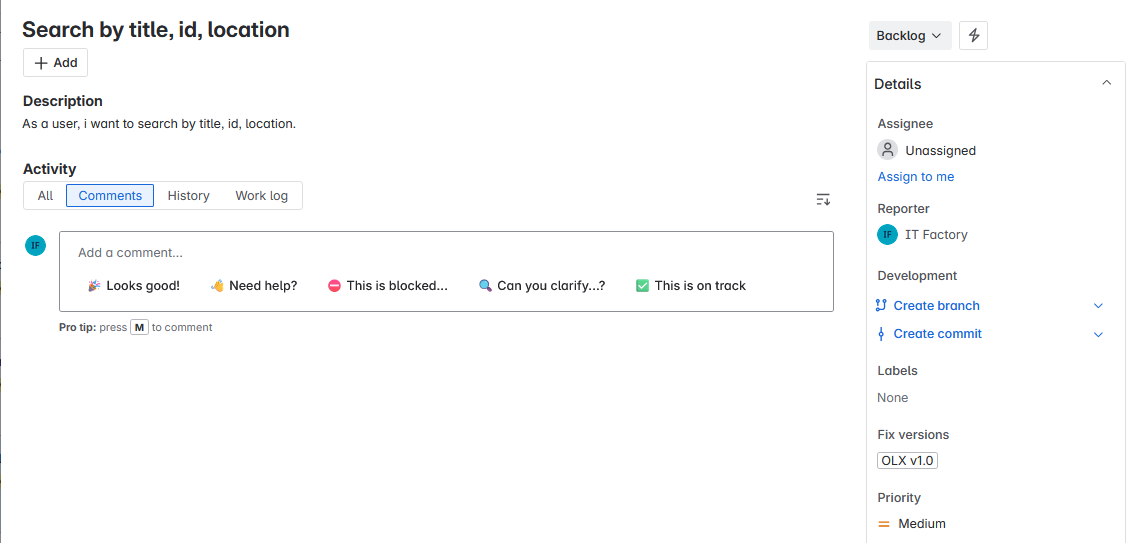 Search by title, id, location
Add
Description
As a user, i want to search by title, id, location.
Activity
All Comments History Work log
IF
Add a comment...
Looks good! Need help? This is blocked... Can you clarify...? This is on track
Pro tip: press M to comment
Backlog
Details
Assignee
Unassigned
Assign to me
Reporter
IF IT Factory
Development
Create branch
Create commit
Labels
None
Fix versions
OLX v1.0
Priority
Medium